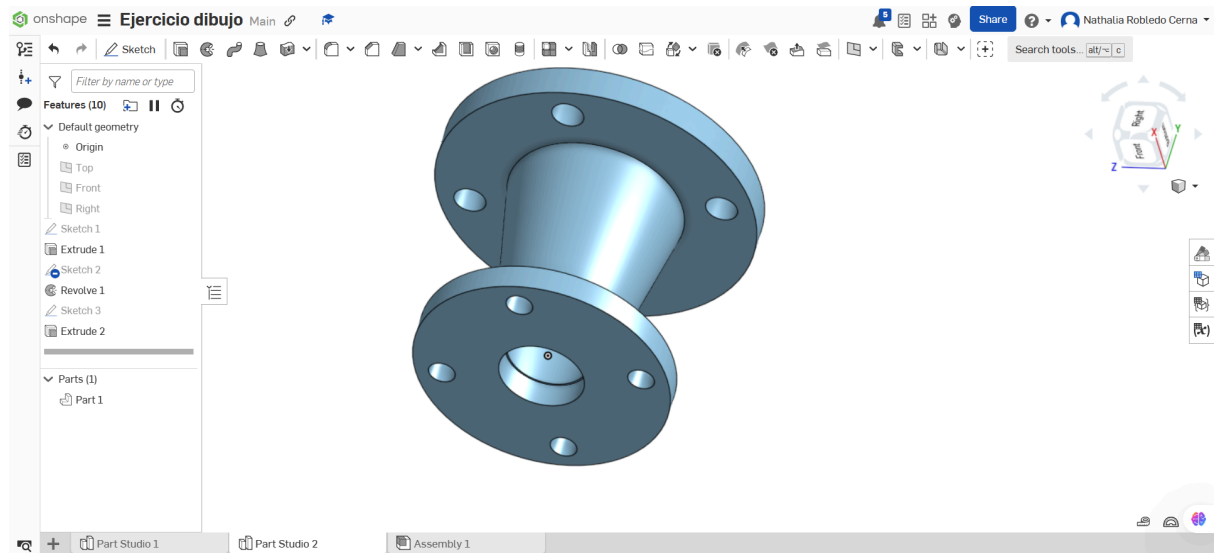 onshape Ejercicio dibujo Main 5 Share Nathalia Robledo Cerna
Sketch Search tools... alt/⌥ c
Filter by name or type
Features (10)
Default geometry
Origin
Top
Front
Right
Sketch 1
Extrude 1
Sketch 2
Revolve 1
Sketch 3
Extrude 2
Parts (1)
Part 1
Right
Front
X
Y
Z
(x)
Part Studio 1 Part Studio 2 Assembly 1